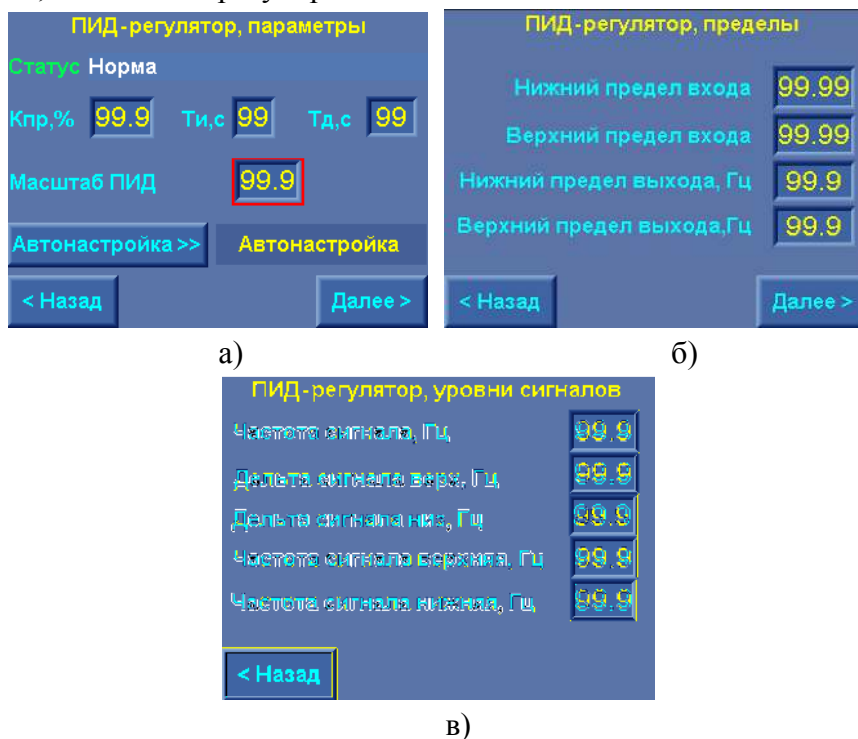 ПИД-регулятор, параметры
Статус Норма
Кпр,% 99.9 Ти,с 99 Тд,с 99
Масштаб ПИД 99.9
Автонастройка>> Автонастройка
< Назад Далее >
а)
ПИД-регулятор, пределы
Нижний предел входа 99.99
Верхний предел входа 99.99
Нижний предел выхода, Гц 99.9
Верхний предел выхода,Гц 99.9
< Назад Далее >
б)
ПИД-регулятор, уровни сигналов
Частота сигнала, Гц 99.9
Дельта сигнала верх, Гц 99.9
Дельта сигнала низ, Гц 99.9
Частота сигнала верхняя, Гц 99.9
Частота сигнала нижняя, Гц 99.9
< Назад
в)